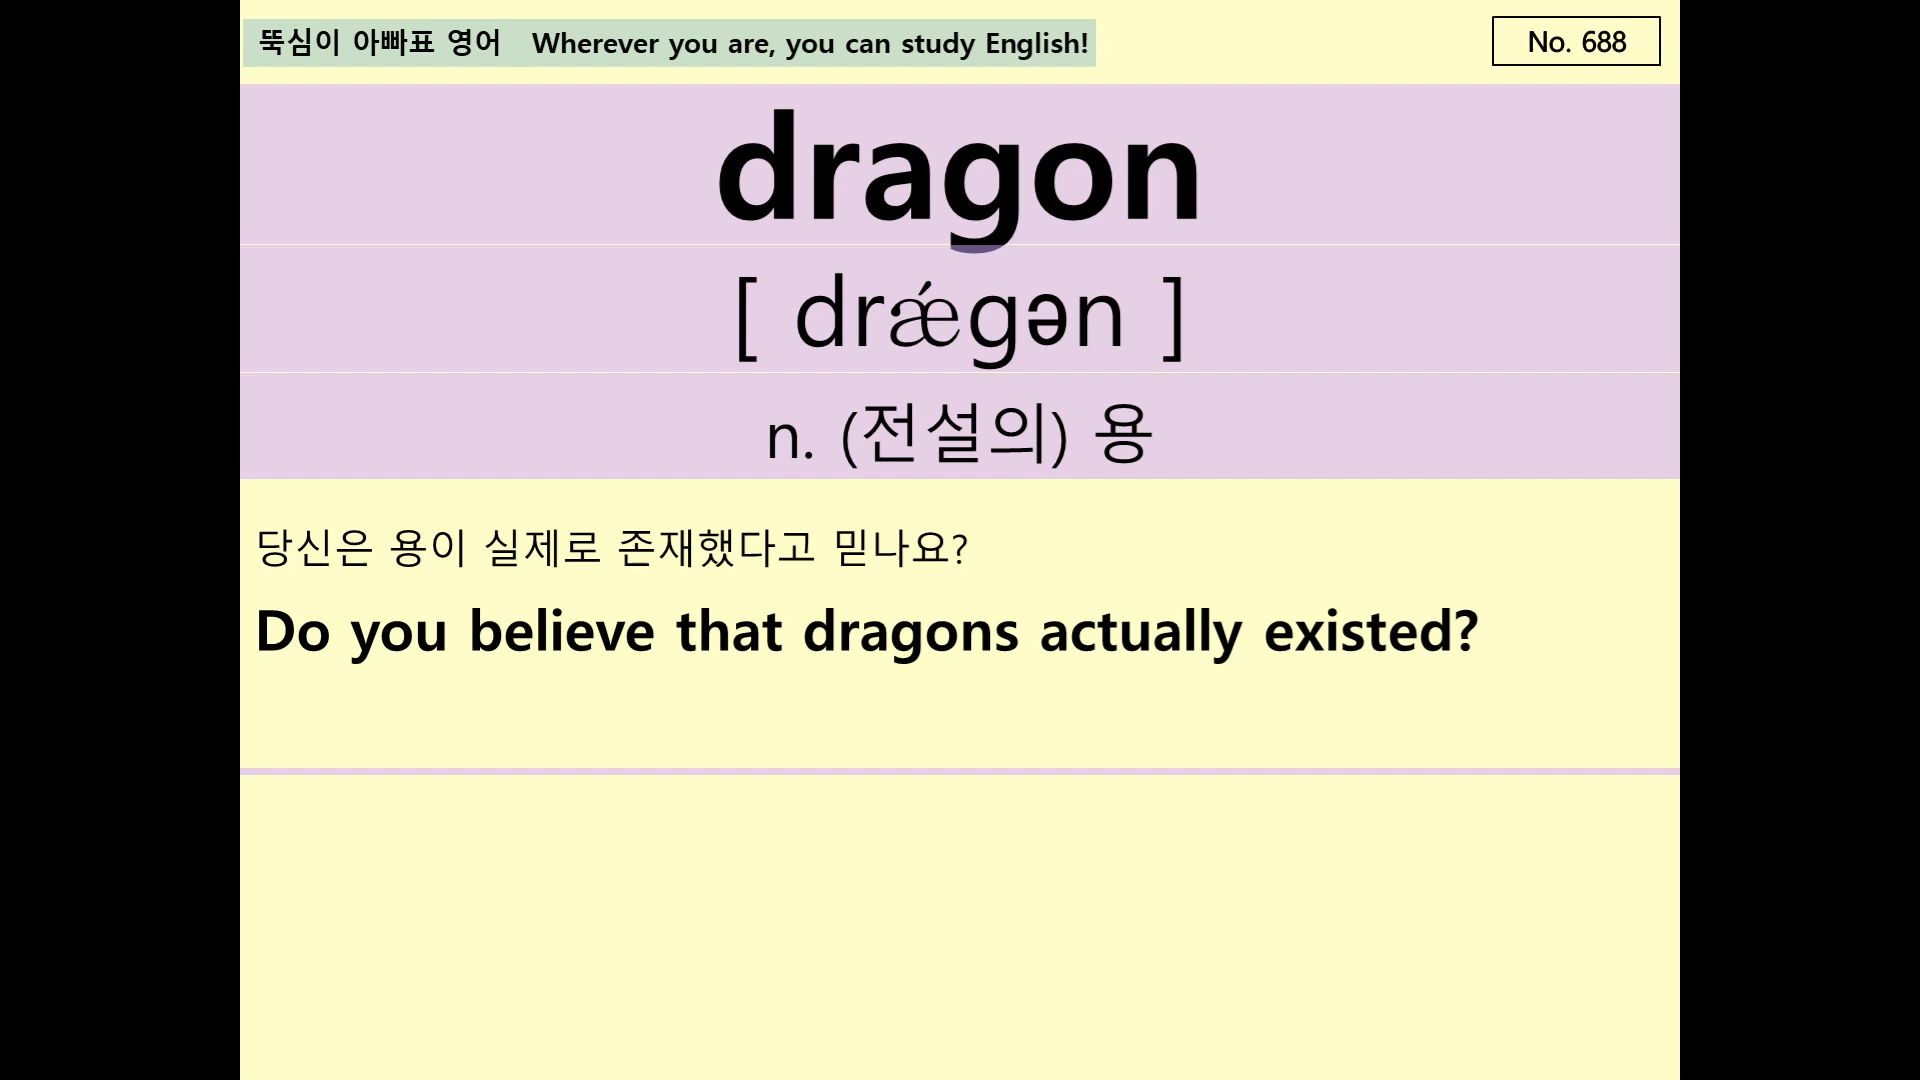 뚝심이 아빠표 영어 Wherever you are, you can study English!
No. 688
dragon
[ drǽgən ]
n. (전설의) 용
당신은 용이 실제로 존재했다고 믿나요?
Do you believe that dragons actually existed?